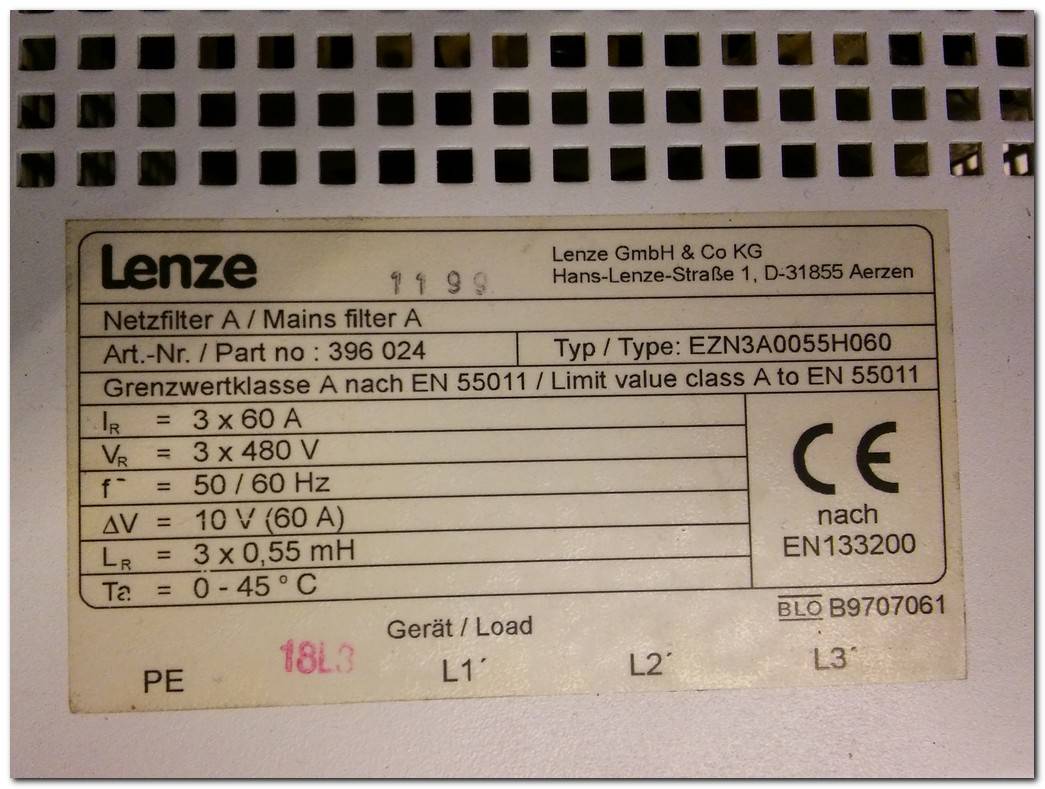 Lenze
1199
Lenze GmbH & Co KG
Hans-Lenze-Straße 1, D-31855 Aerzen
Netzfilter A / Mains filter A
Art.-Nr. / Part no : 396 024
Typ / Type: EZN3A0055H060
Grenzwertklasse A nach EN 55011 / Limit value class A to EN 55011
IR = 3 x 60 A
VR = 3 x 480 V
f~ = 50 / 60 Hz
ΔV = 10 V (60 A)
LR = 3 x 0,55 mH
Ta = 0 - 45 °C
CE
nach
EN133200
BLO B9707061
Gerät / Load
PE
18L3
L1´
L2´
L3´